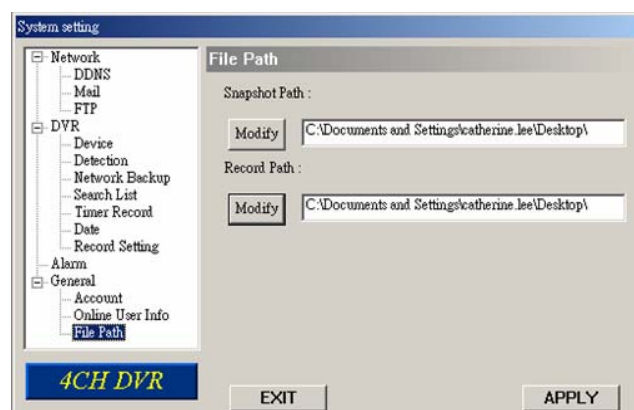 System setting
Network
DDNS
Mail
FTP
DVR
Device
Detection
Network Backup
Search List
Timer Record
Date
Record Setting
Alarm
General
Account
Online User Info
File Path
4CH DVR
File Path
Snapshot Path :
Modify C:\Documents and Settings\catherine.lee\Desktop\
Record Path :
Modify C:\Documents and Settings\catherine.lee\Desktop\
EXIT APPLY